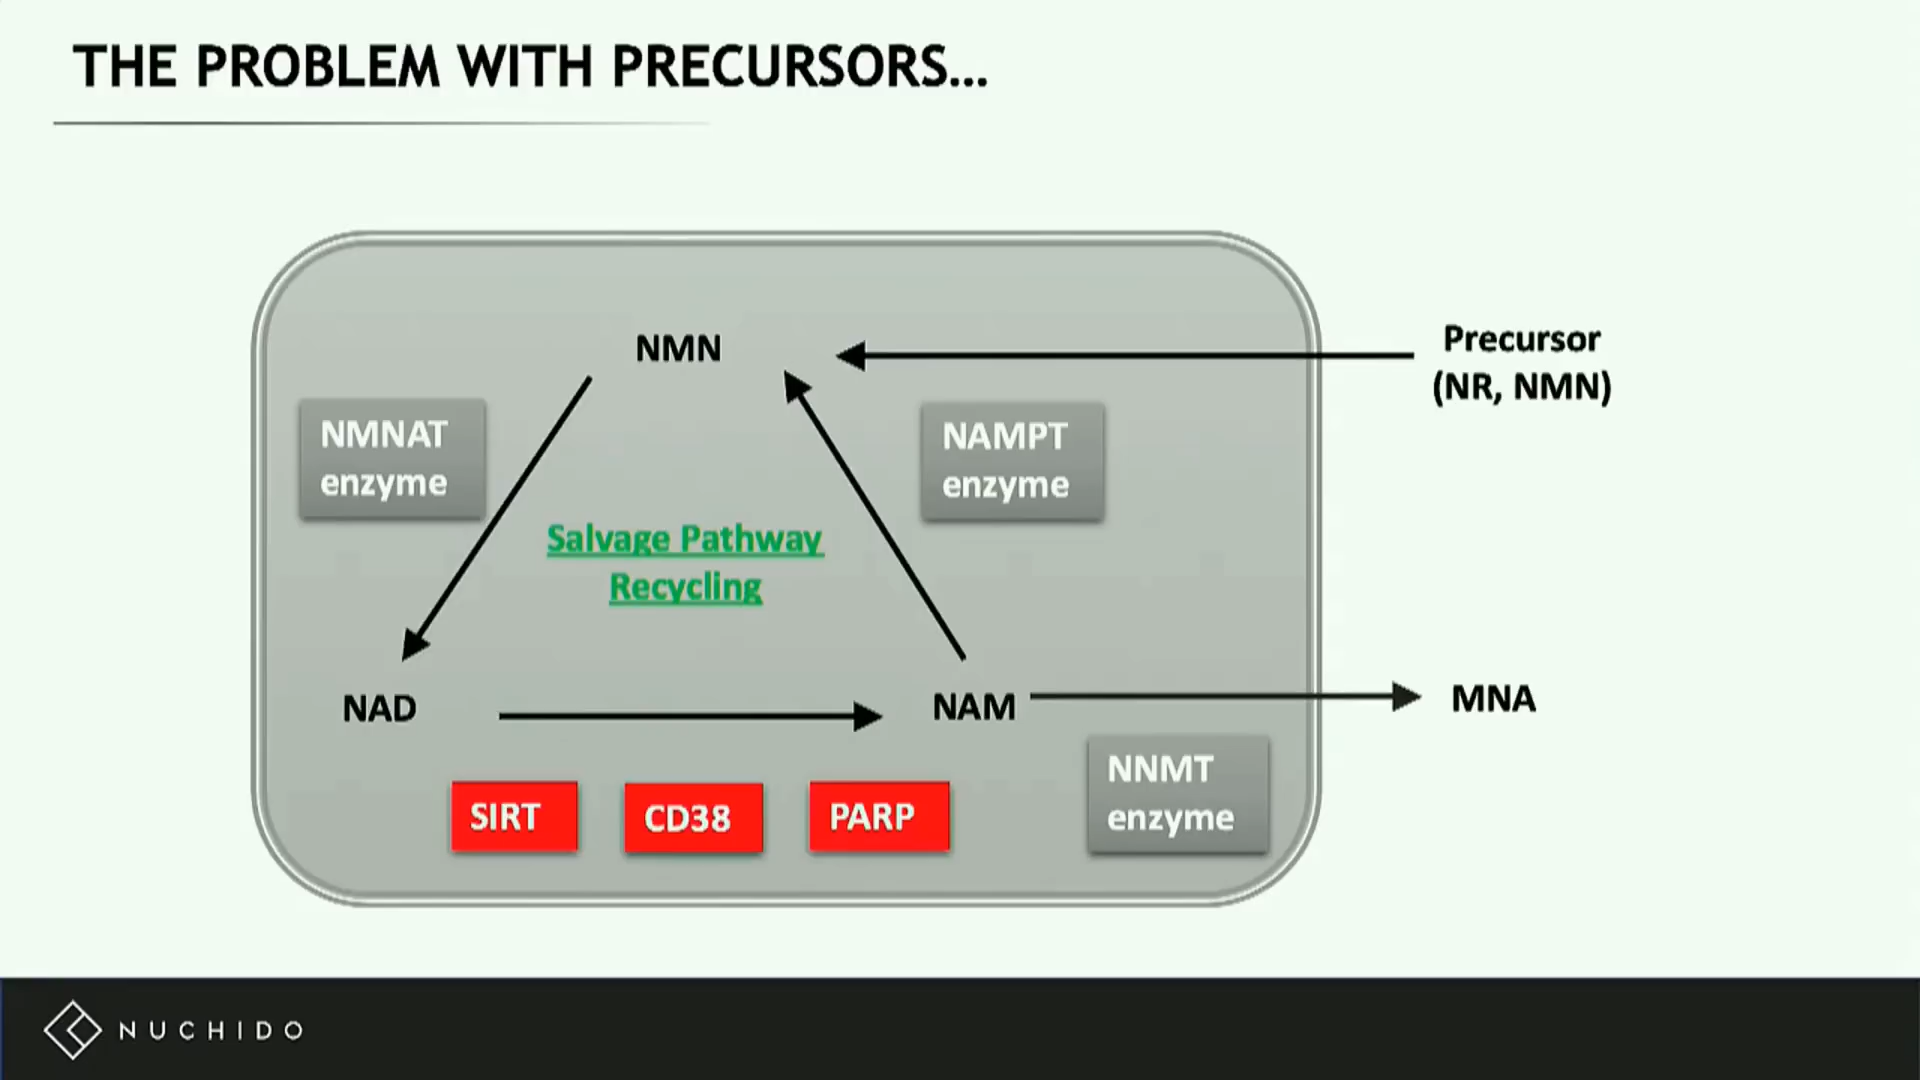 THE PROBLEM WITH PRECURSORS...
NMN
Precursor
(NR, NMN)
NMNAT
enzyme
NAMPT
enzyme
Salvage Pathway
Recycling
NAD
NAM
MNA
SIRT
CD38
PARP
NNMT
enzyme
NUCHIDO